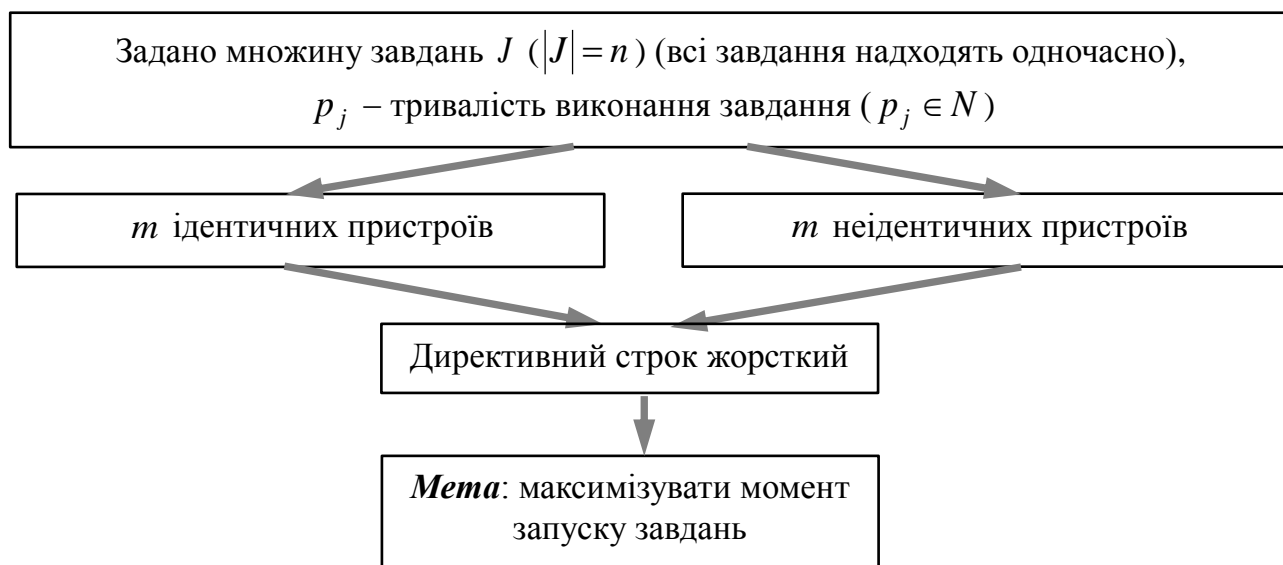 Задано множину завдань J (|J| = n) (всі завдання надходять одночасно),
p_j – тривалість виконання завдання (p_j ∈ N)
m ідентичних пристроїв
m неідентичних пристроїв
Директивний строк жорсткий
Мета: максимізувати момент
запуску завдань